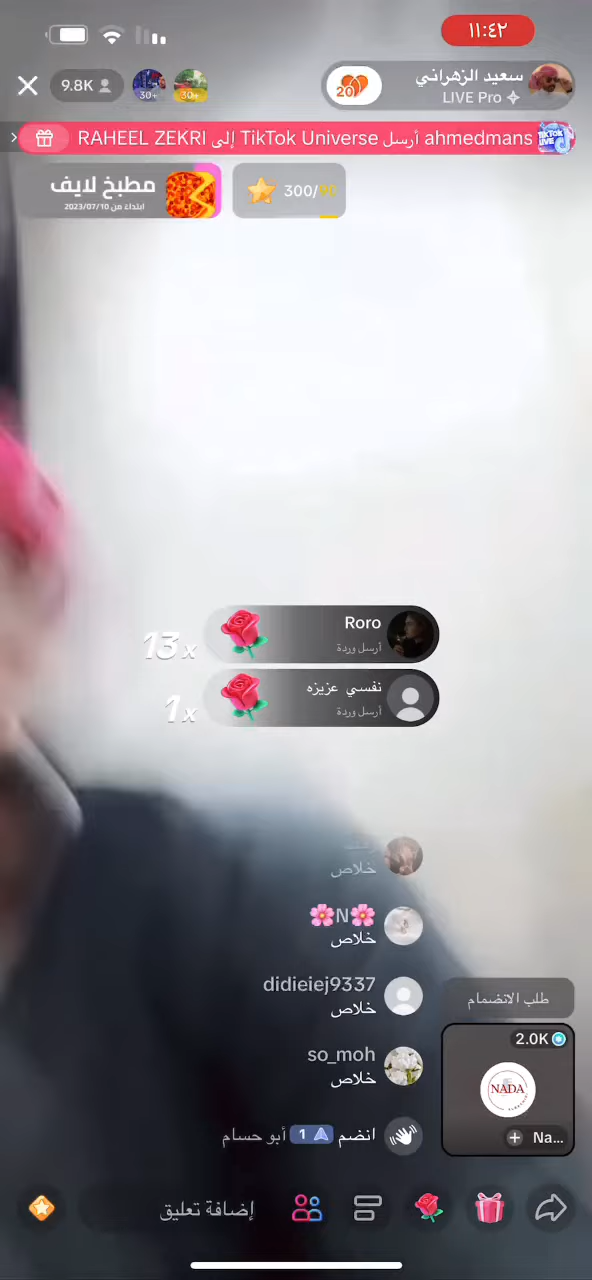 ١١:٤٢
سعيد الزهراني
LIVE Pro
20
9.8K
30+
30+
ahmedmans أرسل TikTok Universe إلى RAHEEL ZEKRI
مطبخ لايف
ابتداء من 2023/07/10
300/90
Roro
أرسل وردة
13x
نفسي عزيزه
أرسل وردة
1x
خلاص
🌸N🌸
خلاص
didieiej9337
خلاص
so_moh
خلاص
انضم 1 أبو حسام
طلب الانضمام
2.0K
NADA
Na...
إضافة تعليق